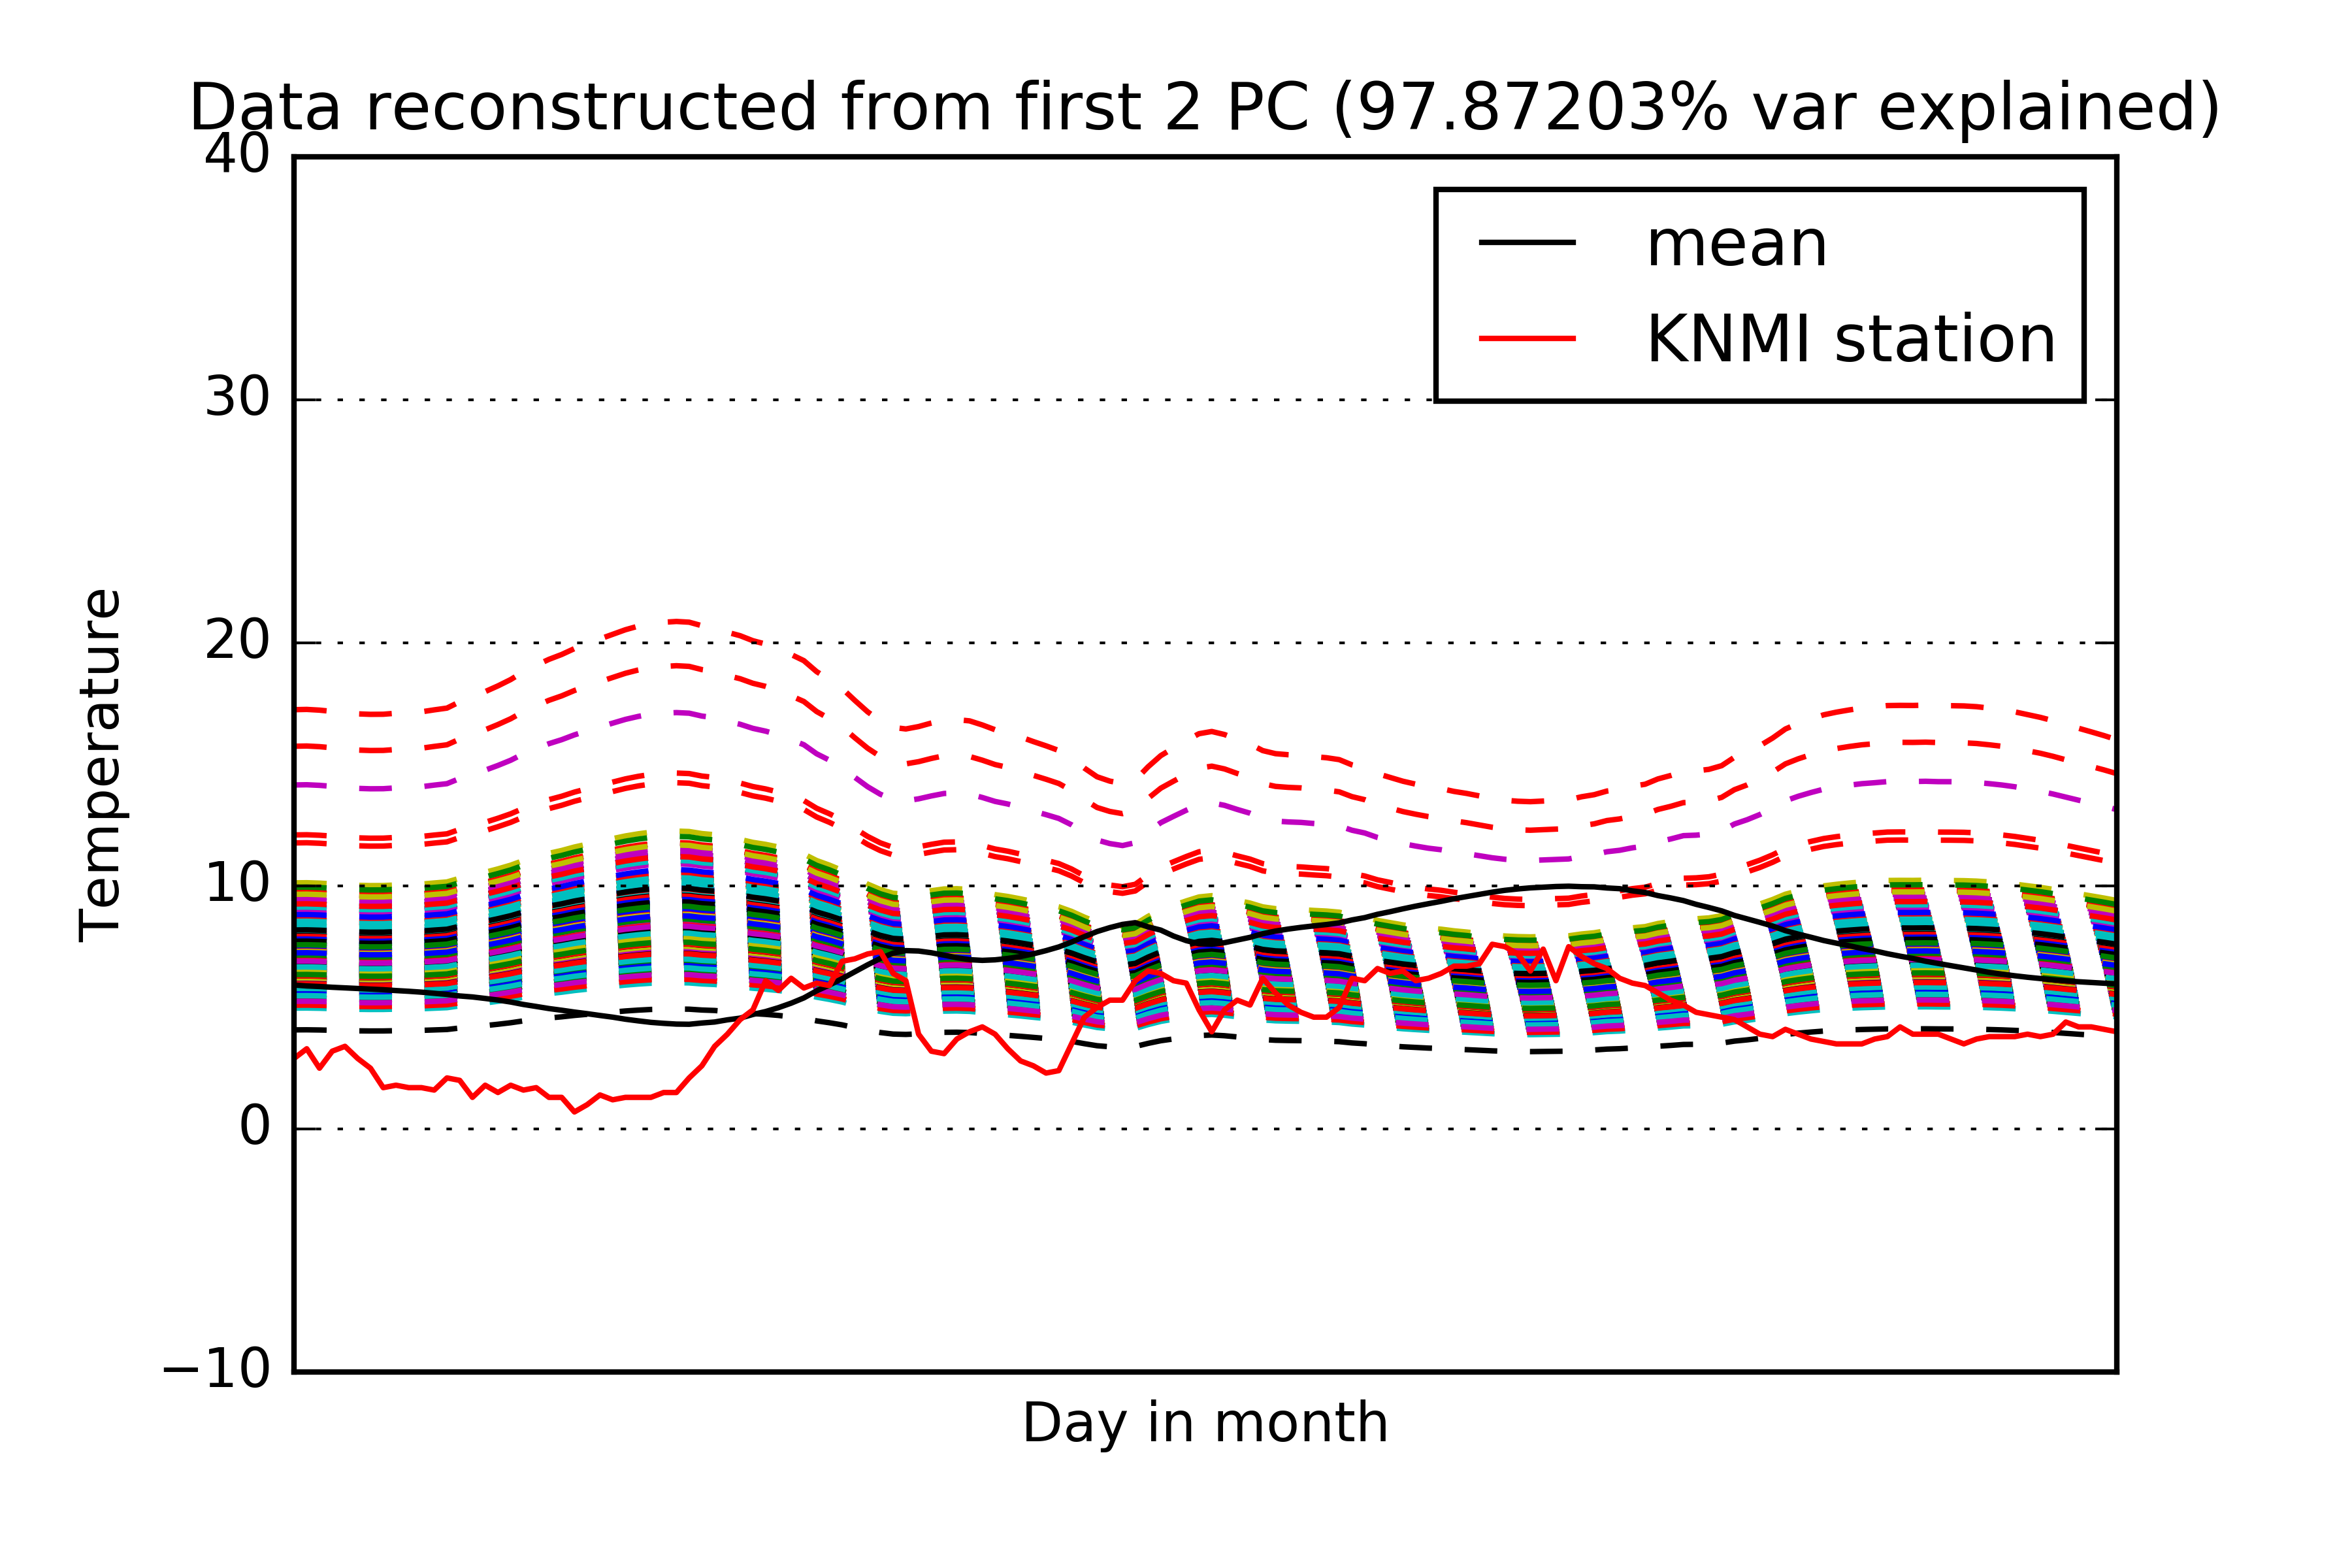 Data reconstructed from first 2 PC (97.87203% var explained)
40
30
20
10
0
−10
Temperature
Day in month
mean
KNMI station